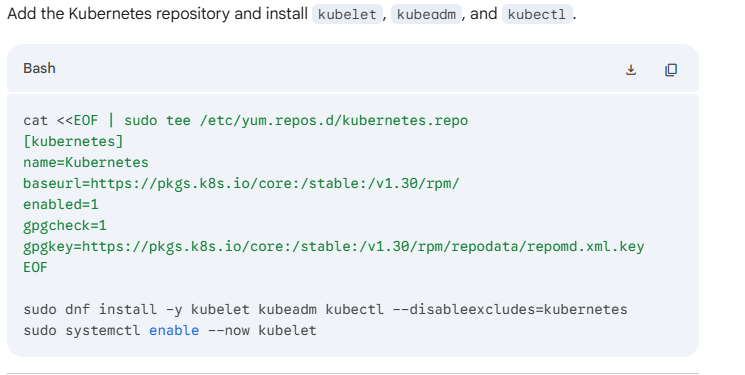 Add the Kubernetes repository and install kubelet, kubeadm, and kubectl.
Bash
cat <<EOF | sudo tee /etc/yum.repos.d/kubernetes.repo
[kubernetes]
name=Kubernetes
baseurl=https://pkgs.k8s.io/core:/stable:/v1.30/rpm/
enabled=1
gpgcheck=1
gpgkey=https://pkgs.k8s.io/core:/stable:/v1.30/rpm/repodata/repomd.xml.key
EOF
sudo dnf install -y kubelet kubeadm kubectl --disableexcludes=kubernetes
sudo systemctl enable --now kubelet